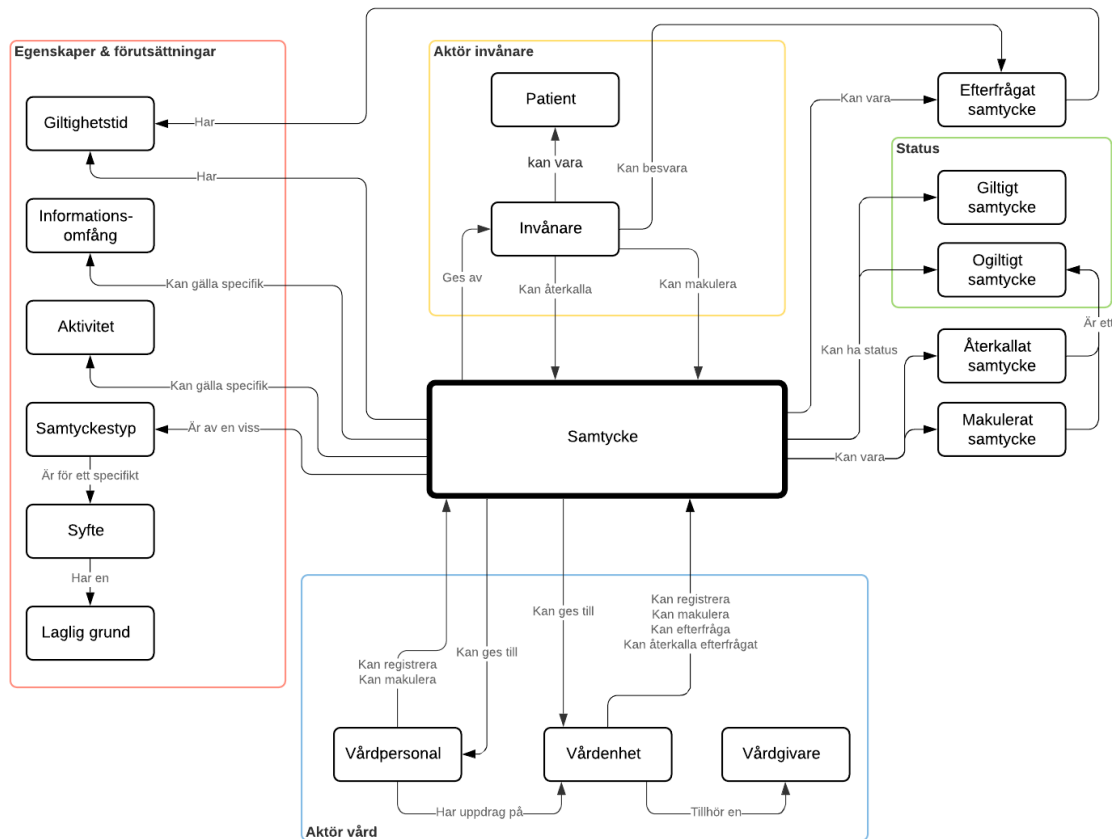 Egenskaper & förutsättningar
Giltighetstid
Har
Har
Informations-
omfång
Kan gälla specifik
Aktivitet
Kan gälla specifik
Samtyckestyp
Är av en viss
Är för ett specifikt
Syfte
Har en
Laglig grund
Aktör invånare
Patient
kan vara
Kan besvara
Invånare
Ges av
Kan återkalla
Kan makulera
Efterfrågat
samtycke
Kan vara
Status
Giltigt
samtycke
Ogiltigt
samtycke
Är ett
Kan ha status
Återkallat
samtycke
Makulerat
samtycke
Kan vara
Samtycke
Kan registrera
Kan makulera
Kan ges till
Kan ges till
Kan registrera
Kan makulera
Kan efterfråga
Kan återkalla efterfrågat
Vårdpersonal
Vårdenhet
Vårdgivare
Har uppdrag på
Tillhör en
Aktör vård